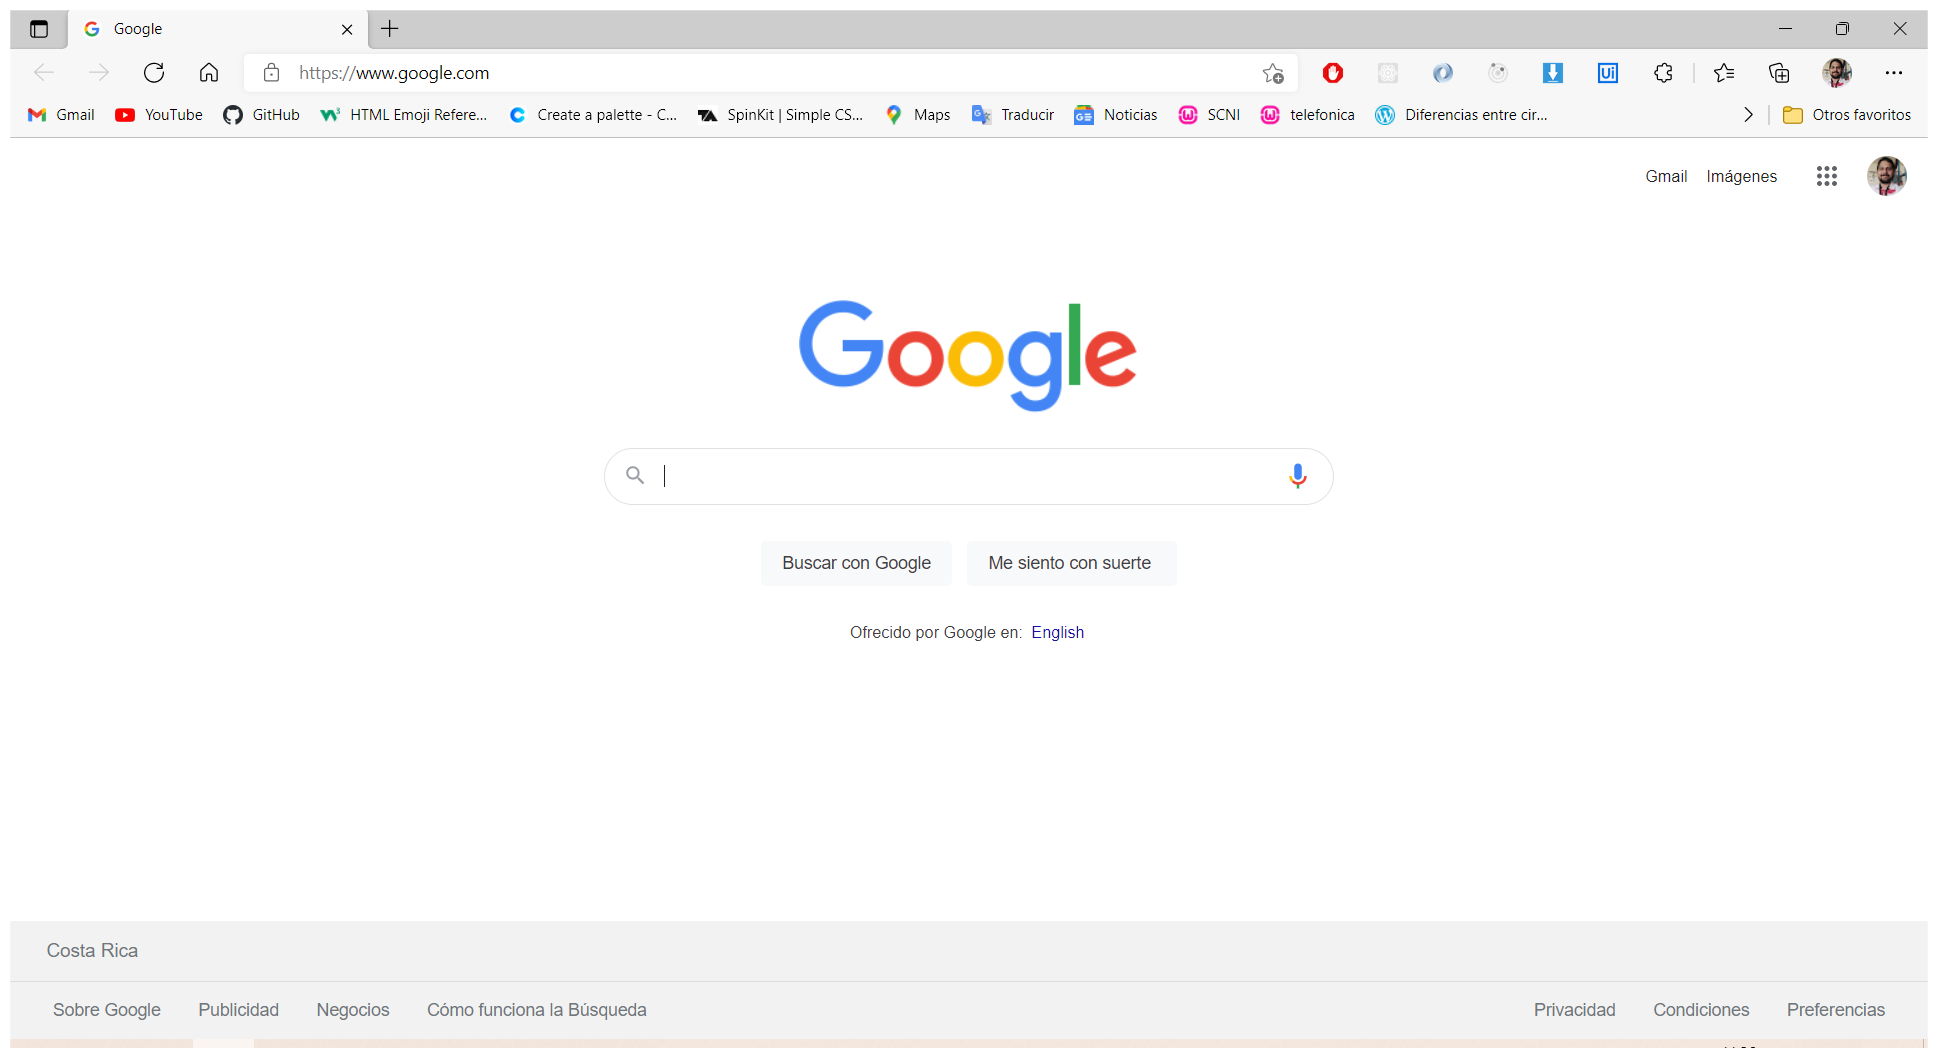 Google
https://www.google.com
Gmail YouTube GitHub HTML Emoji Refere... Create a palette - C... SpinKit | Simple CS... Maps Traducir Noticias SCNI telefonica Diferencias entre cir... Otros favoritos
Gmail Imágenes
Google
Buscar con Google Me siento con suerte
Ofrecido por Google en: English
Costa Rica
Sobre Google Publicidad Negocios Cómo funciona la Búsqueda Privacidad Condiciones Preferencias